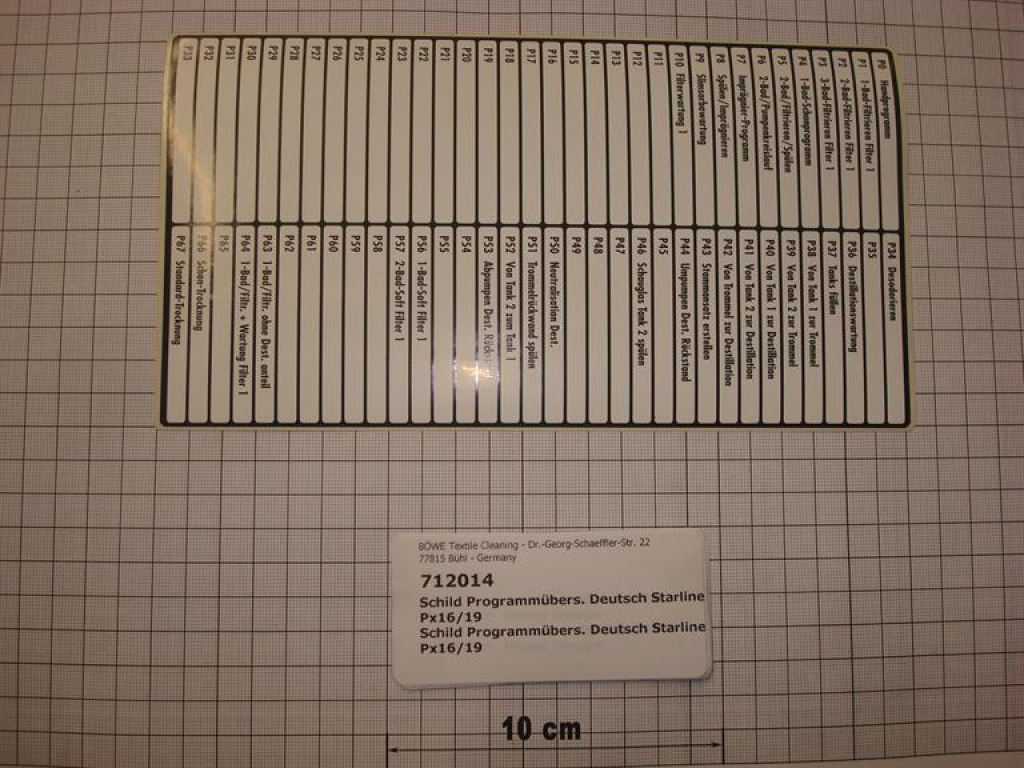 P0 Handprogramm
P1 1-Bad-Filtrieren Filter 1
P2 2-Bad-Filtrieren Filter 1
P3 3-Bad-Filtrieren Filter 1
P4 1-Bad-Schonprogramm
P5 2-Bad/Filtrieren/Spülen
P6 2-Bad/Pumpenkreislauf
P7 Imprägnier-Programm
P8 Spülen/Imprägnieren
P9 Slimsorbawartung
P10 Filterwartung 1
P11
P12
P13
P14
P15
P16
P17
P18
P19
P20
P21
P22
P23
P24
P25
P26
P27
P28
P29
P30
P31
P32
P33
P34 Desodorieren
P35
P36 Destillationswartung
P37 Tanks füllen
P38 Von Tank 1 zur Trommel
P39 Von Tank 2 zur Trommel
P40 Von Tank 1 zur Destillation
P41 Von Tank 2 zur Destillation
P42 Von Trommel zur Destillation
P43 Stammansatz erstellen
P44 Umpumpen Dest. Rückstand
P45
P46 Schauglas Tank 2 spülen
P47
P48
P49
P50 Neutralisation Dest.
P51 Trommelrückwand spülen
P52 Von Tank 2 zum Tank 1
P53 Abpumpen Dest. Rückstand
P54
P55
P56 1-Bad-Soft Filter 1
P57 2-Bad-Soft Filter 1
P58
P59
P60
P61
P62
P63 1-Bad/Filtr. ohne Dest. anteil
P64 1-Bad/Filtr. + Wartung Filter 1
P65
P66 Schon-Trocknung
P67 Standard-Trocknung
BÖWE Textile Cleaning - Dr.-Georg-Schaeffler-Str. 22
77815 Bühl - Germany
712014
Schild Programmübers. Deutsch Starline
Px16/19
Schild Programmübers. Deutsch Starline
Px16/19
10 cm